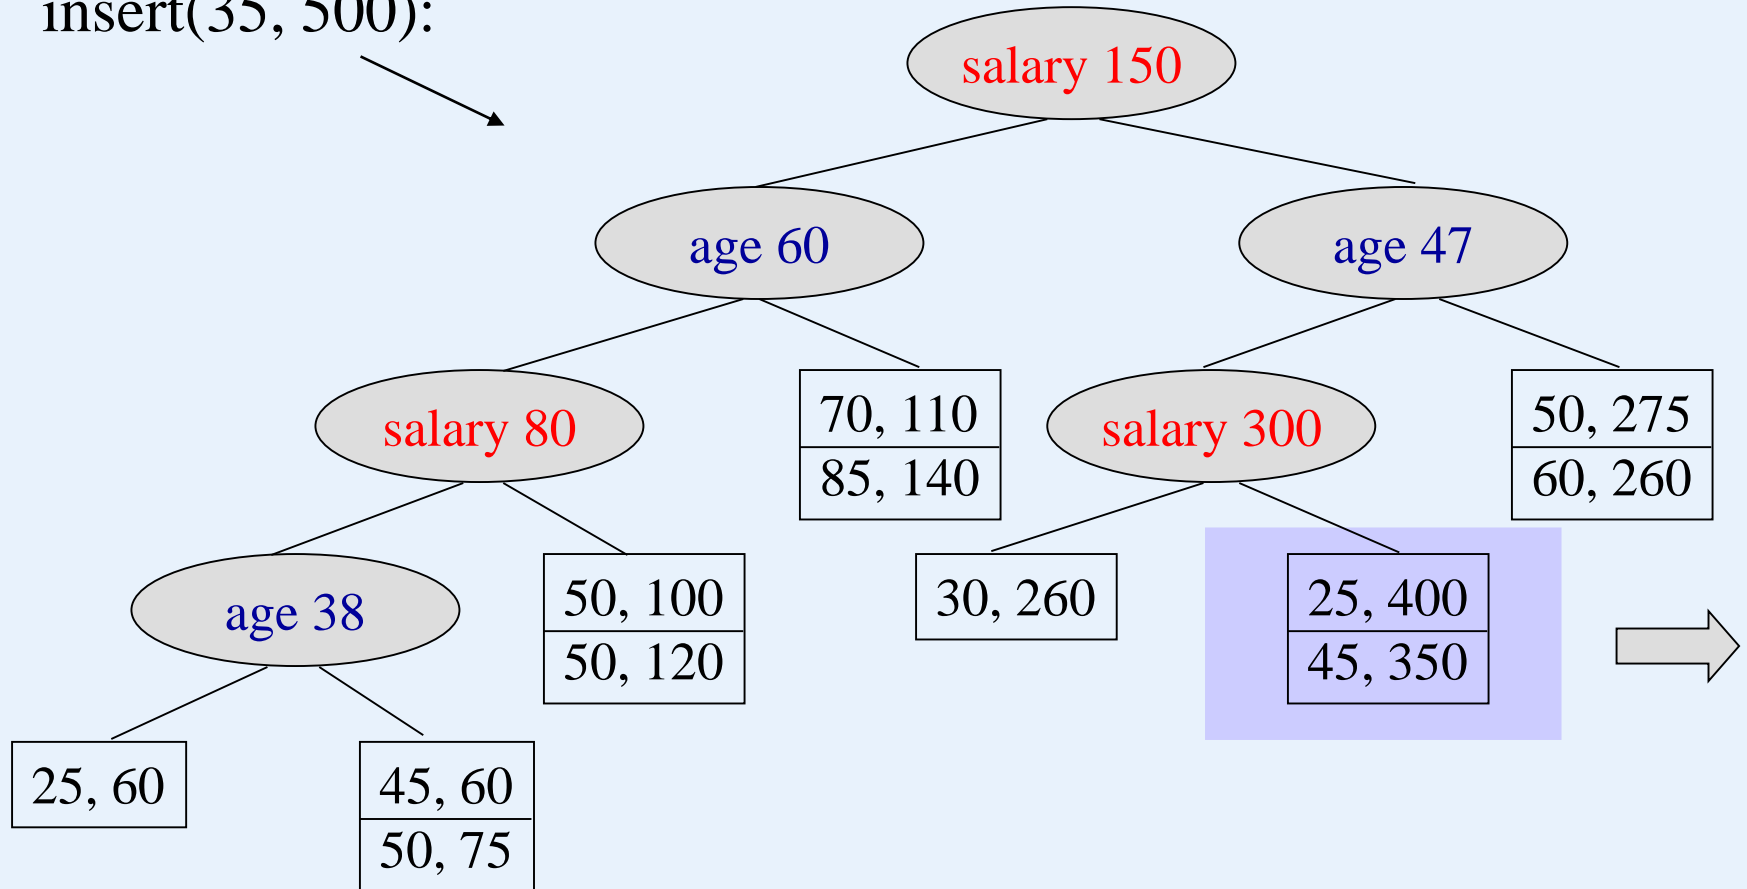 insert(35, 500):
salary 150
age 60
age 47
salary 80
70, 110
85, 140
salary 300
50, 275
60, 260
age 38
50, 100
50, 120
30, 260
25, 400
45, 350
25, 60
45, 60
50, 75